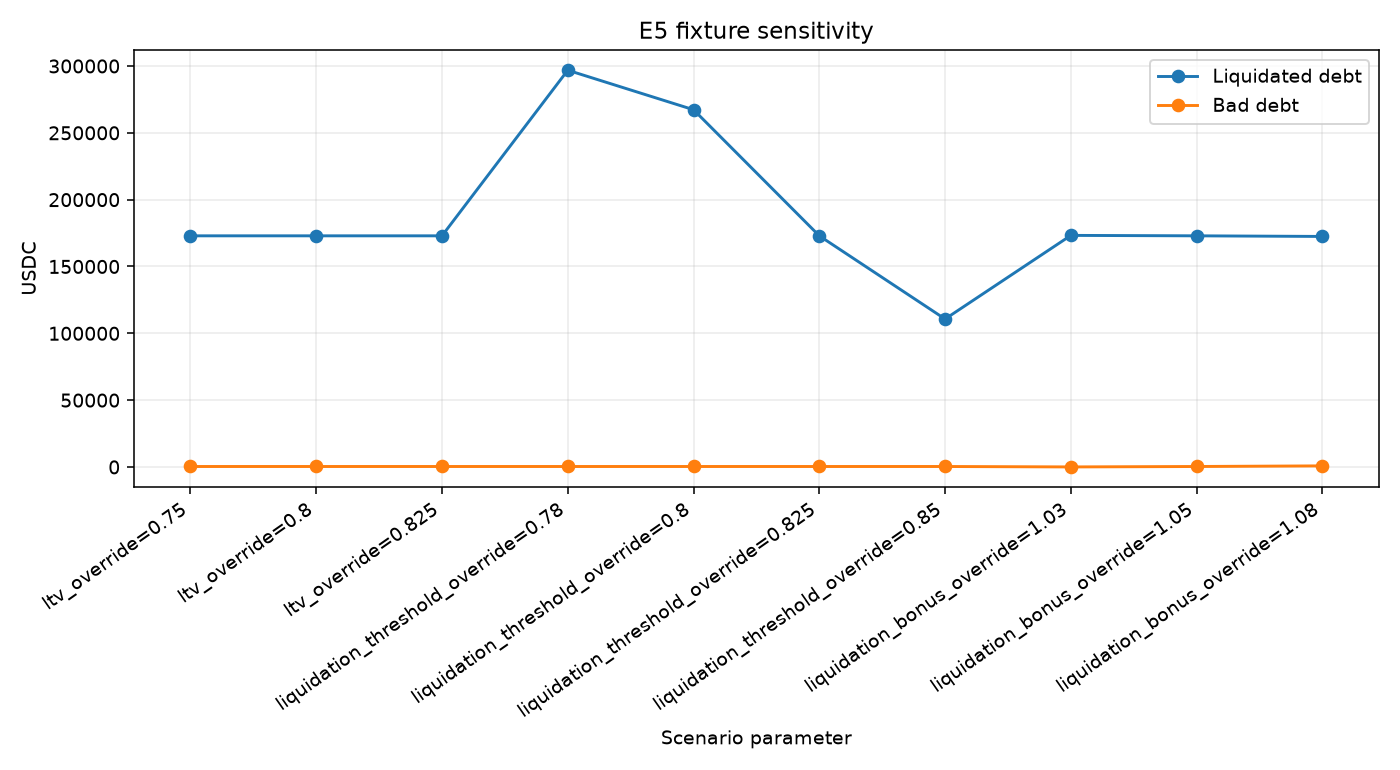 E5 fixture sensitivity
Liquidated debt
Bad debt
USDC
300000
250000
200000
150000
100000
50000
0
ltv_override=0.75
ltv_override=0.8
ltv_override=0.825
liquidation_threshold_override=0.78
liquidation_threshold_override=0.8
liquidation_threshold_override=0.825
liquidation_threshold_override=0.85
liquidation_bonus_override=1.03
liquidation_bonus_override=1.05
liquidation_bonus_override=1.08
Scenario parameter